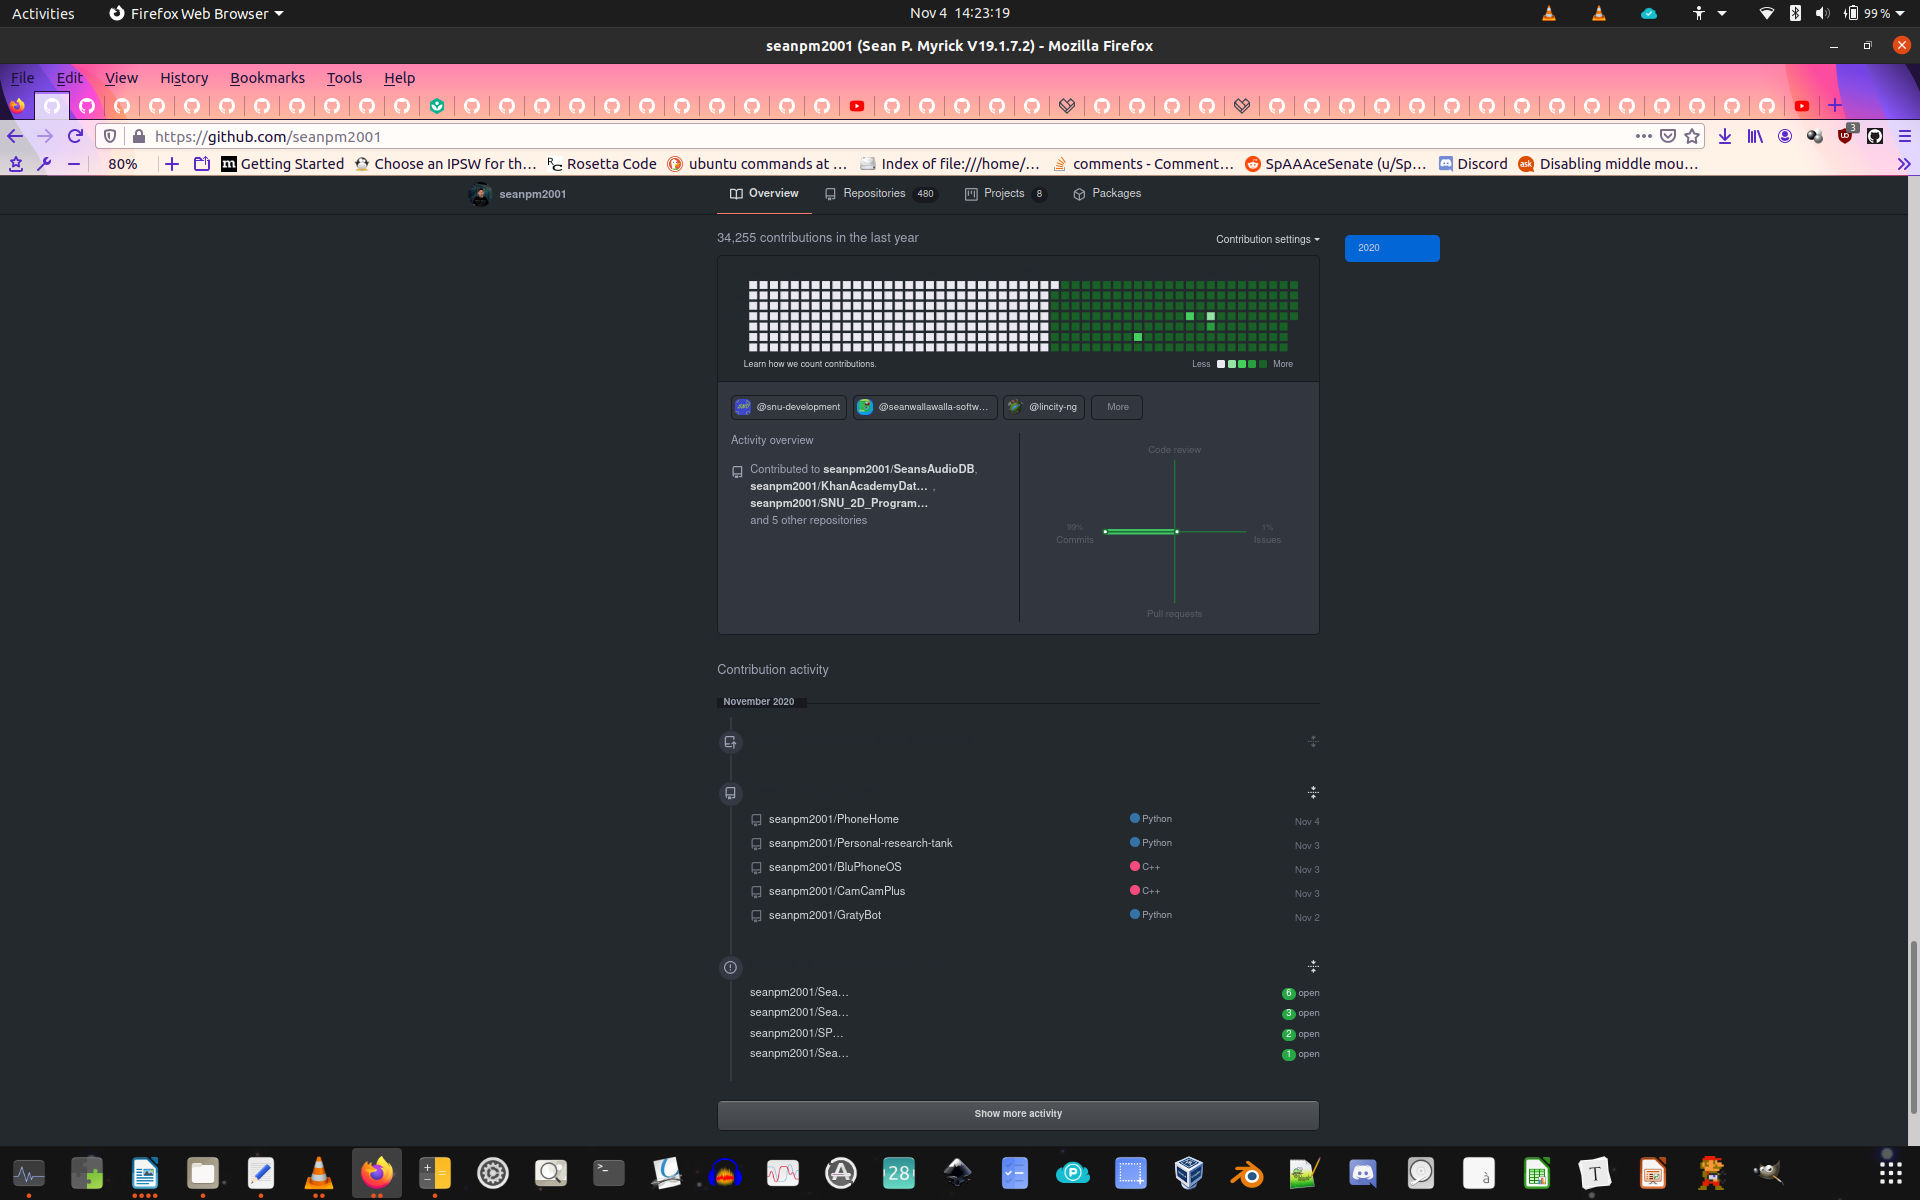 Activities
Firefox Web Browser
Nov 4 14:23:19
99 %
seanpm2001 (Sean P. Myrick V19.1.7.2) - Mozilla Firefox
File Edit View History Bookmarks Tools Help
https://github.com/seanpm2001
3
80%
Getting Started
Choose an IPSW for th…
Rosetta Code
ubuntu commands at …
Index of file:///home/…
comments - Comment…
SpAAAceSenate (u/Sp…
Discord
Disabling middle mou…
seanpm2001
Overview
Repositories 480
Projects 8
Packages
34,255 contributions in the last year
Contribution settings
2020
Learn how we count contributions.
Less
More
@snu-development
@seanwallawalla-softw…
@lincity-ng
More
Activity overview
Contributed to seanpm2001/SeansAudioDB,
seanpm2001/KhanAcademyDat… ,
seanpm2001/SNU_2D_Program…
and 5 other repositories
Code review
99%
Commits
1%
Issues
Pull requests
Contribution activity
November 2020
seanpm2001/PhoneHome Python Nov 4
seanpm2001/Personal-research-tank Python Nov 3
seanpm2001/BluPhoneOS C++ Nov 3
seanpm2001/CamCamPlus C++ Nov 3
seanpm2001/GratyBot Python Nov 2
seanpm2001/Sea… 6 open
seanpm2001/Sea… 3 open
seanpm2001/SP… 2 open
seanpm2001/Sea… 1 open
Show more activity
28